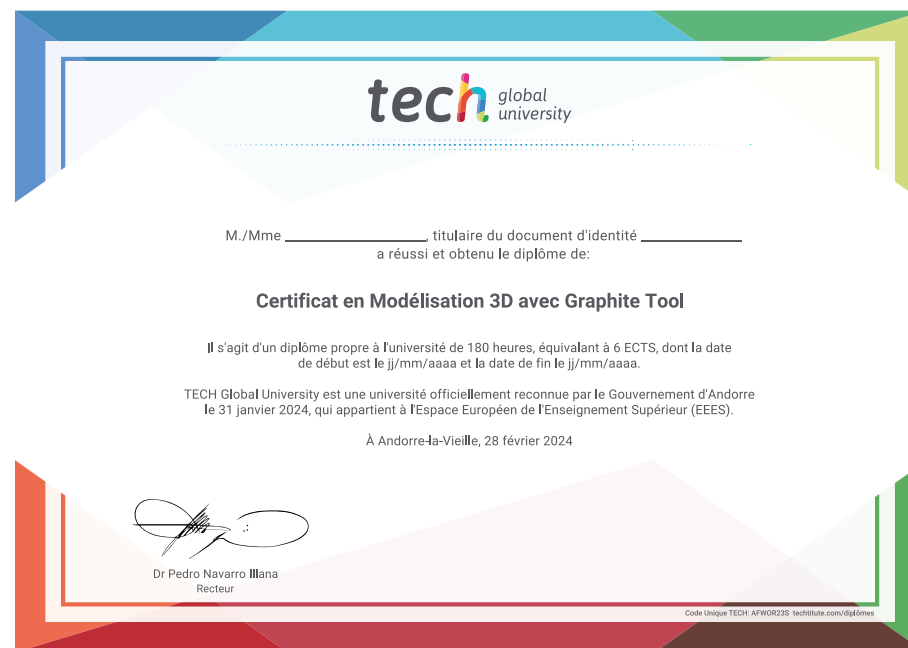 tech global university
M./Mme ____________________, titulaire du document d'identité ______________
a réussi et obtenu le diplôme de:
Certificat en Modélisation 3D avec Graphite Tool
Il s'agit d'un diplôme propre à l'université de 180 heures, équivalant à 6 ECTS, dont la date
de début est le jj/mm/aaaa et la date de fin le jj/mm/aaaa.
TECH Global University est une université officiellement reconnue par le Gouvernement d'Andorre
le 31 janvier 2024, qui appartient à l'Espace Européen de l'Enseignement Supérieur (EEES).
À Andorre-la-Vieille, 28 février 2024
Dr Pedro Navarro Illana
Recteur
Code Unique TECH: AFWOR23S techtitute.com/diplômes